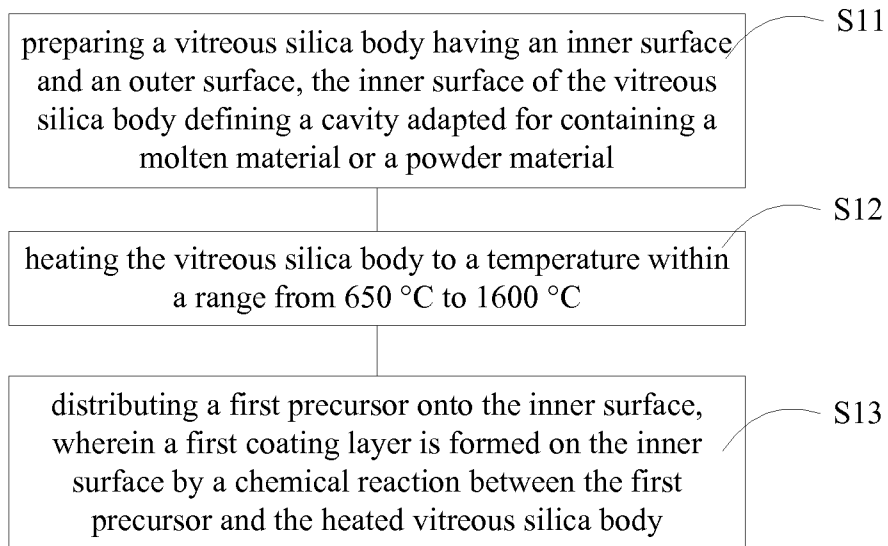 preparing a vitreous silica body having an inner surface
and an outer surface, the inner surface of the vitreous
silica body defining a cavity adapted for containing a
molten material or a powder material
S11
heating the vitreous silica body to a temperature within
a range from 650 °C to 1600 °C
S12
distributing a first precursor onto the inner surface,
wherein a first coating layer is formed on the inner
surface by a chemical reaction between the first
precursor and the heated vitreous silica body
S13